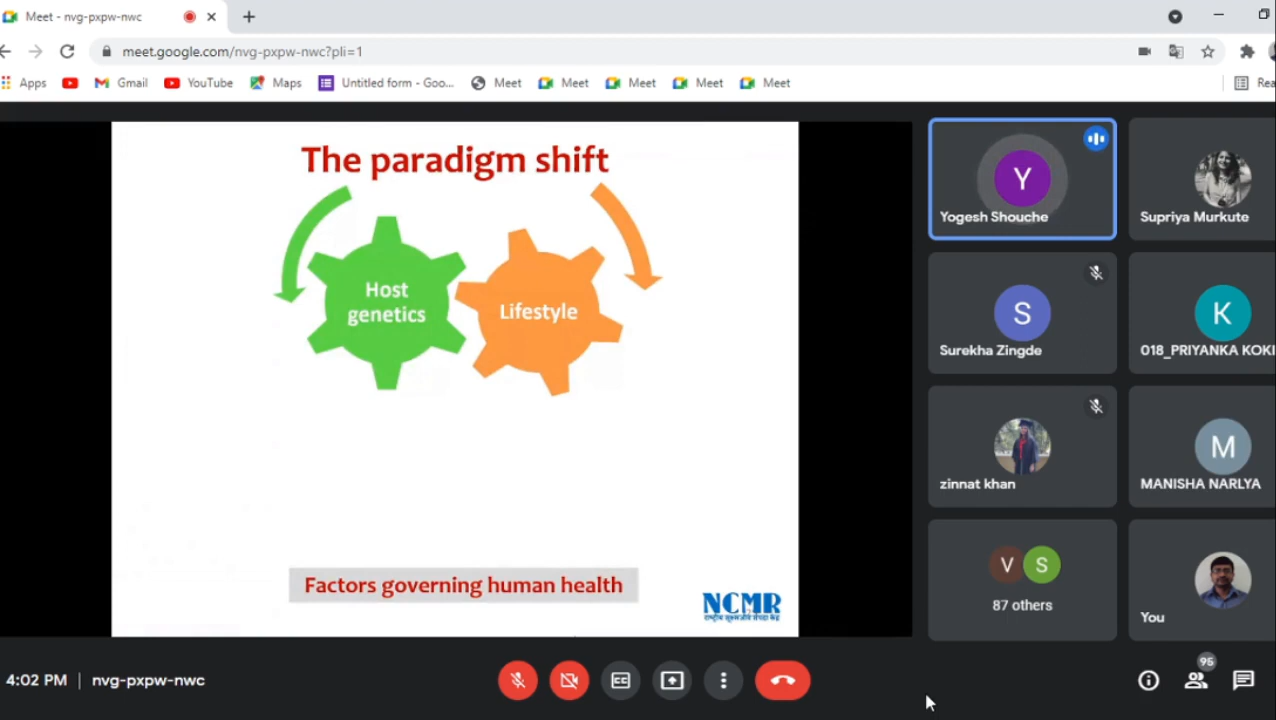 Meet - nvg-pxpw-nwc
meet.google.com/nvg-pxpw-nwc?pli=1
Apps
Gmail
YouTube
Maps
Untitled form - Goo...
Meet
Meet
Meet
Meet
Meet
Rea
The paradigm shift
Host
genetics
Lifestyle
Factors governing human health
NCMR
Y
Yogesh Shouche
Supriya Murkute
S
Surekha Zingde
K
018_PRIYANKA KOKI
zinnat khan
M
MANISHA NARLYA
V
S
87 others
You
4:02 PM
nvg-pxpw-nwc
95